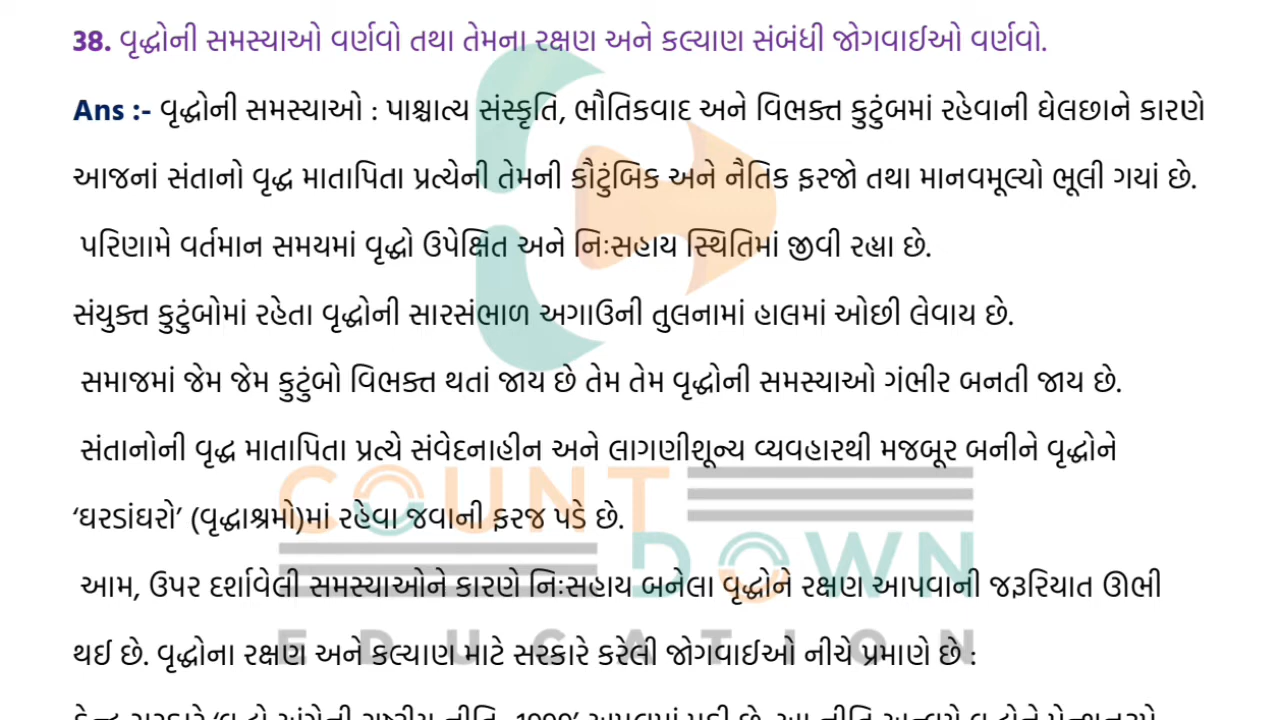 38. વૃદ્ધોની સમસ્યાઓ વર્ણવો તથા તેમના રક્ષણ અને કલ્યાણ સંબંધી જોગવાઈઓ વર્ણવો.
Ans :- વૃદ્ધોની સમસ્યાઓ : પાશ્ચાત્ય સંસ્કૃતિ, ભૌતિકવાદ અને વિભક્ત કુટુંબમાં રહેવાની ઘેલછાને કારણે
આજનાં સંતાનો વૃદ્ધ માતાપિતા પ્રત્યેની તેમની કૌટુંબિક અને નૈતિક ફરજો તથા માનવમૂલ્યો ભૂલી ગયાં છે.
પરિણામે વર્તમાન સમયમાં વૃદ્ધો ઉપેક્ષિત અને નિઃસહાય સ્થિતિમાં જીવી રહ્યા છે.
સંયુક્ત કુટુંબોમાં રહેતા વૃદ્ધોની સારસંભાળ અગાઉની તુલનામાં હાલમાં ઓછી લેવાય છે.
સમાજમાં જેમ જેમ કુટુંબો વિભક્ત થતાં જાય છે તેમ તેમ વૃદ્ધોની સમસ્યાઓ ગંભીર બનતી જાય છે.
સંતાનોની વૃદ્ધ માતાપિતા પ્રત્યે સંવેદનાહીન અને લાગણીશૂન્ય વ્યવહારથી મજબૂર બનીને વૃદ્ધોને
‘ઘરડાંઘરો’ (વૃદ્ધાશ્રમો)માં રહેવા જવાની ફરજ પડે છે.
આમ, ઉપર દર્શાવેલી સમસ્યાઓને કારણે નિઃસહાય બનેલા વૃદ્ધોને રક્ષણ આપવાની જરૂરિયાત ઊભી
થઈ છે. વૃદ્ધોના રક્ષણ અને કલ્યાણ માટે સરકારે કરેલી જોગવાઈઓ નીચે પ્રમાણે છે :
COUNT
DOWN
EDUCATION